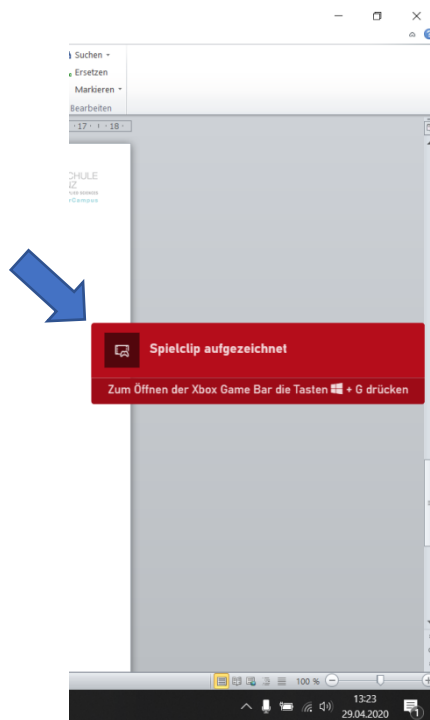 Suchen
Ersetzen
Markieren
Bearbeiten
· 17 · ı · 18 ·
CHULE
Spielclip aufgezeichnet
Zum Öffnen der Xbox Game Bar die Tasten + G drücken
100 %
13:23
29.04.2020
1